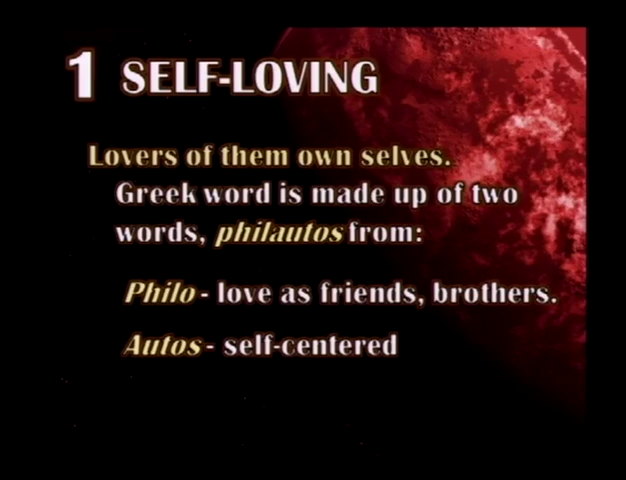 1 SELF-LOVING
Lovers of them own selves.
Greek word is made up of two
words, philautos from:
Philo - love as friends, brothers.
Autos - self-centered